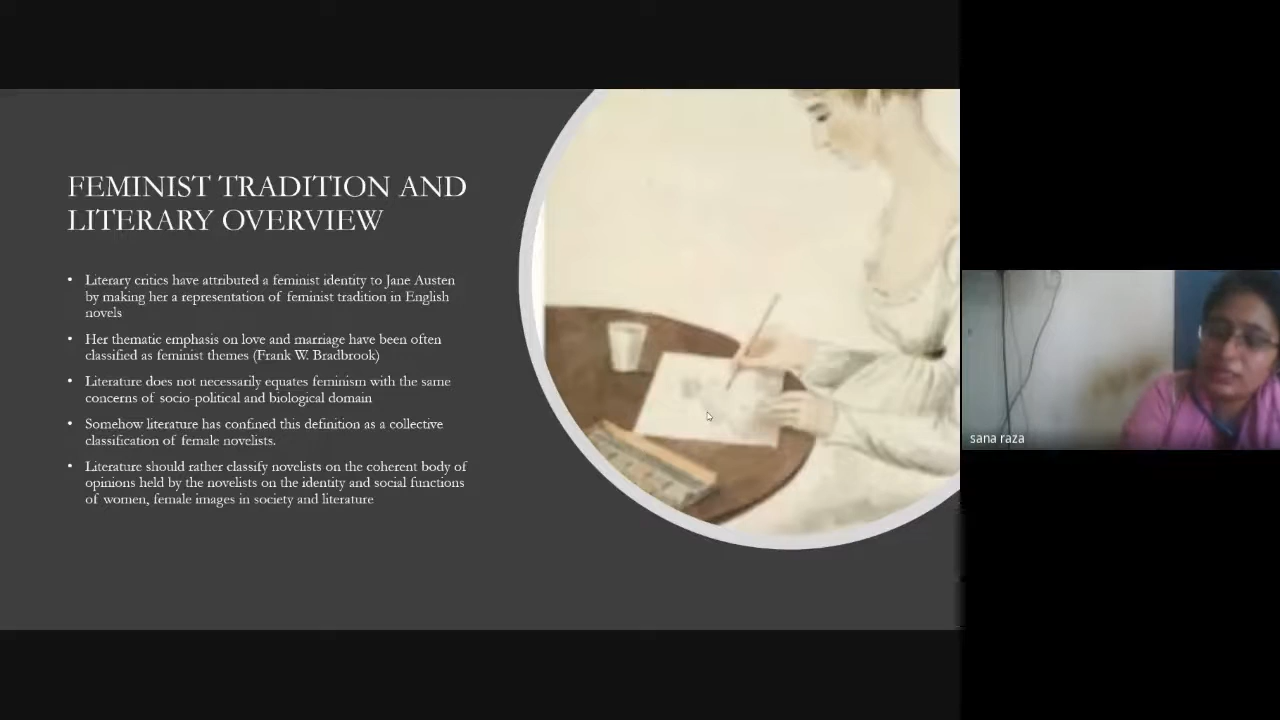 FEMINIST TRADITION AND
LITERARY OVERVIEW
• Literary critics have attributed a feminist identity to Jane Austen
by making her a representation of feminist tradition in English
novels
• Her thematic emphasis on love and marriage have been often
classified as feminist themes (Frank W. Bradbrook)
• Literature does not necessarily equates feminism with the same
concerns of socio-political and biological domain
• Somehow literature has confined this definition as a collective
classification of female novelists.
• Literature should rather classify novelists on the coherent body of
opinions held by the novelists on the identity and social functions
of women, female images in society and literature
sana raza